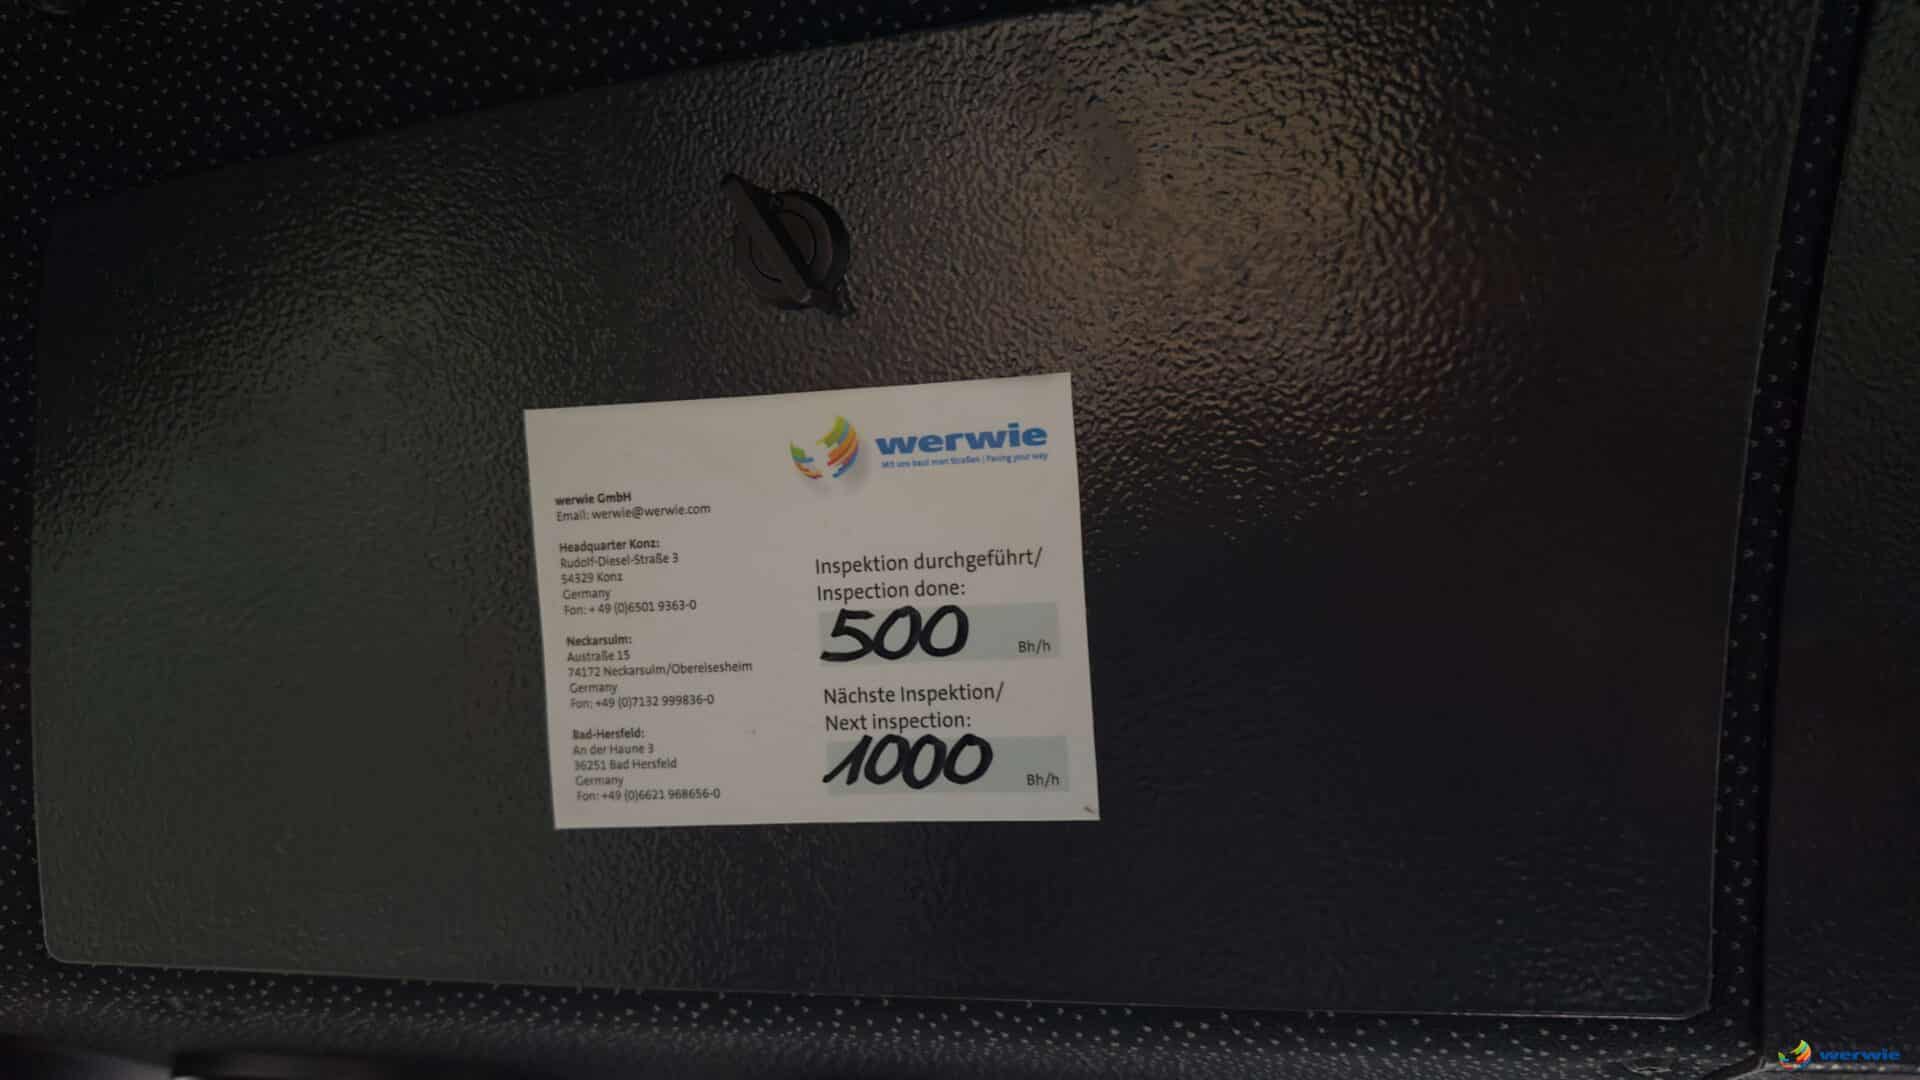 werwie
Mit uns baut man Straßen | Paving your way
werwie GmbH
Email: werwie@werwie.com
Headquarter Konz:
Rudolf-Diesel-Straße 3
54329 Konz
Germany
Fon: + 49 (0)6501 9363-0
Neckarsulm:
Austraße 15
74172 Neckarsulm/Obereisesheim
Germany
Fon: +49 (0)7132 999836-0
Bad-Hersfeld:
An der Haune 3
36251 Bad Hersfeld
Germany
Fon: +49 (0)6621 968656-0
Inspektion durchgeführt/
Inspection done:
500 Bh/h
Nächste Inspektion/
Next inspection:
1000 Bh/h
werwie